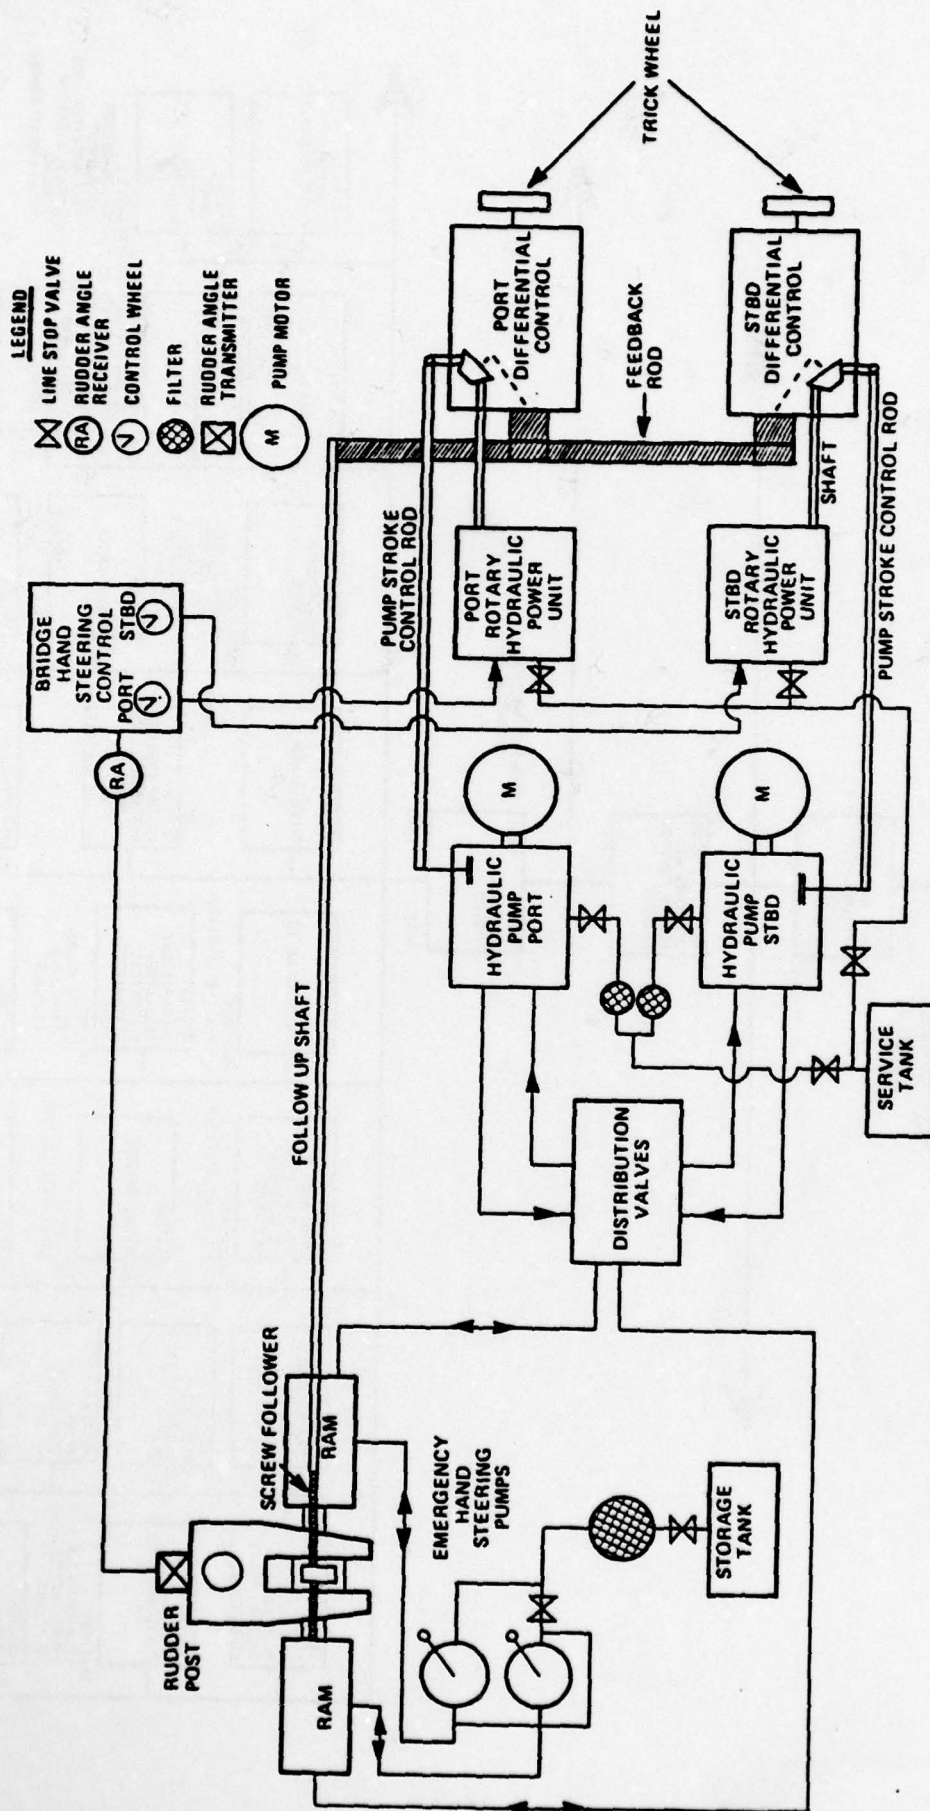 LEGEND
LINE STOP VALVE
RA
RUDDER ANGLE
RECEIVER
V
CONTROL WHEEL
FILTER
RUDDER ANGLE
TRANSMITTER
M
PUMP MOTOR
BRIDGE
HAND
STEERING
CONTROL
PORT
STBD
V
V
RA
RUDDER
POST
SCREW FOLLOWER
RAM
RAM
FOLLOW UP SHAFT
PUMP STROKE
CONTROL ROD
PORT
DIFFERENTIAL
CONTROL
TRICK WHEEL
STBD
DIFFERENTIAL
CONTROL
FEEDBACK
ROD
SHAFT
PORT
ROTARY
HYDRAULIC
POWER
UNIT
STBD
ROTARY
HYDRAULIC
POWER
UNIT
PUMP STROKE CONTROL ROD
M
HYDRAULIC
PUMP
PORT
M
HYDRAULIC
PUMP
STBD
DISTRIBUTION
VALVES
SERVICE
TANK
EMERGENCY
HAND
STEERING
PUMPS
STORAGE
TANK